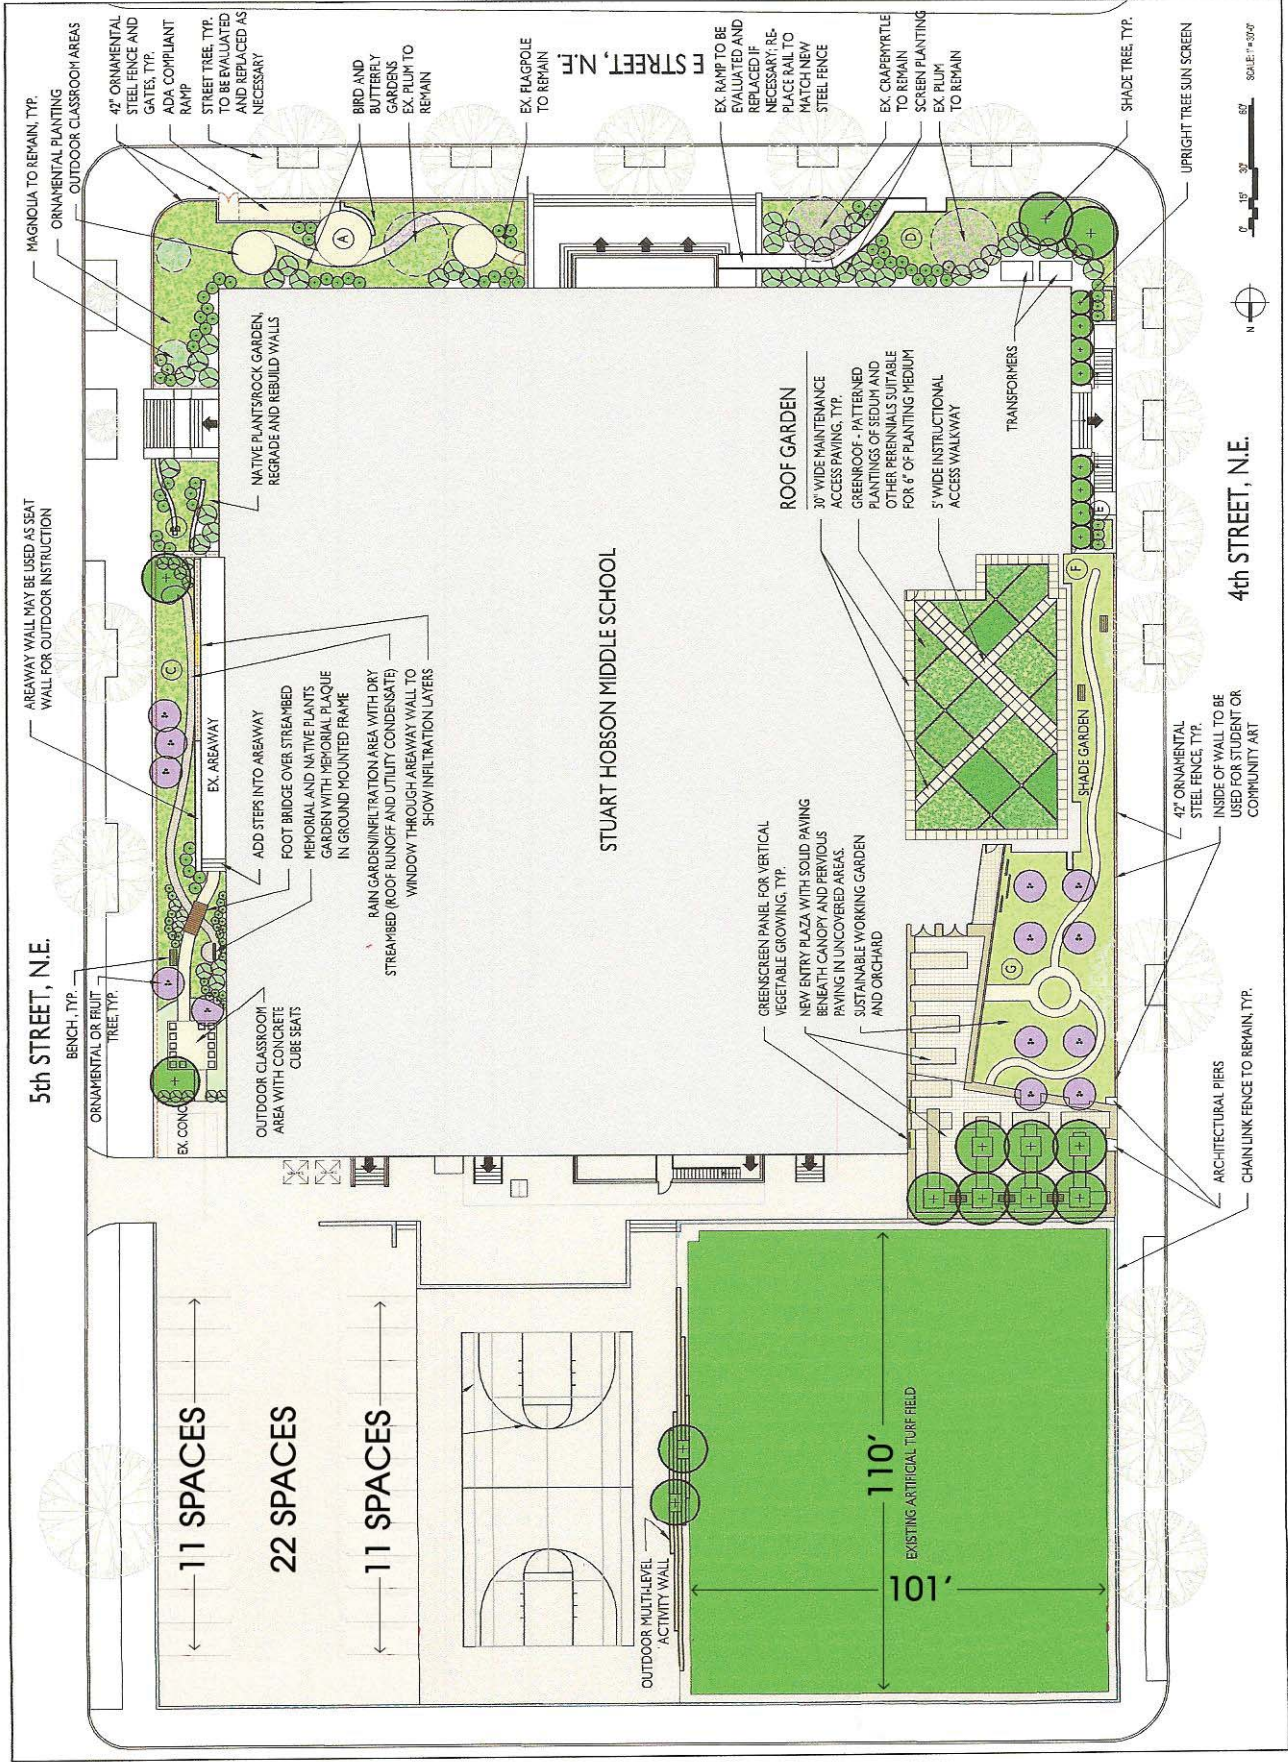 5th STREET, N.E.
AREAWAY WALL MAY BE USED AS SEAT
WALL FOR OUTDOOR INSTRUCTION
MAGNOLIA TO REMAIN, TYP.
ORNAMENTAL PLANTING
OUTDOOR CLASSROOM AREAS
42" ORNAMENTAL
STEEL FENCE AND
GATES, TYP.
ADA COMPLIANT
RAMP
STREET TREE, TYP.
TO BE EVALUATED
AND REPLACED AS
NECESSARY
BIRD AND
BUTTERFLY
GARDENS
EX. PLUM TO
REMAIN
EX. FLAGPOLE
TO REMAIN
E STREET, N.E.
EX. RAMP TO BE
EVALUATED AND
REPLACED IF
NECESSARY; RE-
PLACE RAIL TO
MATCH NEW
STEEL FENCE
EX. CRAPEMYRTLE
TO REMAIN
SCREEN PLANTING
EX. PLUM
TO REMAIN
SHADE TREE, TYP.
UPRIGHT TREE SUN SCREEN
BENCH, TYP.
ORNAMENTAL OR FRUIT
TREE, TYP.
EX. CONC
OUTDOOR CLASSROOM
AREA WITH CONCRETE
CUBE SEATS
EX. AREAWAY
ADD STEPS INTO AREAWAY
FOOT BRIDGE OVER STREAMBED
MEMORIAL AND NATIVE PLANTS
GARDEN WITH MEMORIAL PLAQUE
IN GROUND MOUNTED FRAME
RAIN GARDEN/INFILTRATION AREA WITH DRY
STREAMBED (ROOF RUNOFF AND UTILITY CONDENSATE)
WINDOW THROUGH AREAWAY WALL TO
SHOW INFILTRATION LAYERS
NATIVE PLANTS/ROCK GARDEN,
REGRADE AND REBUILD WALLS
A
B
C
D
E
F
G
STUART HOBSON MIDDLE SCHOOL
ROOF GARDEN
30" WIDE MAINTENANCE
ACCESS PAVING, TYP.
GREENROOF - PATTERNED
PLANTINGS OF SEDUM AND
OTHER PERENNIALS SUITABLE
FOR 6" OF PLANTING MEDIUM
5' WIDE INSTRUCTIONAL
ACCESS WALKWAY
TRANSFORMERS
GREENSCREEN PANEL FOR VERTICAL
VEGETABLE GROWING, TYP.
NEW ENTRY PLAZA WITH SOLID PAVING
BENEATH CANOPY AND PERVIOUS
PAVING IN UNCOVERED AREAS.
SUSTAINABLE WORKING GARDEN
AND ORCHARD
SHADE GARDEN
11 SPACES
22 SPACES
11 SPACES
OUTDOOR MULTI-LEVEL
ACTIVITY WALL
110'
EXISTING ARTIFICIAL TURF FIELD
101'
ARCHITECTURAL PIERS
CHAIN LINK FENCE TO REMAIN, TYP.
42" ORNAMENTAL
STEEL FENCE, TYP.
INSIDE OF WALL TO BE
USED FOR STUDENT OR
COMMUNITY ART
4th STREET, N.E.
N
0' 15' 30' 60'
SCALE: 1"=30'-0"